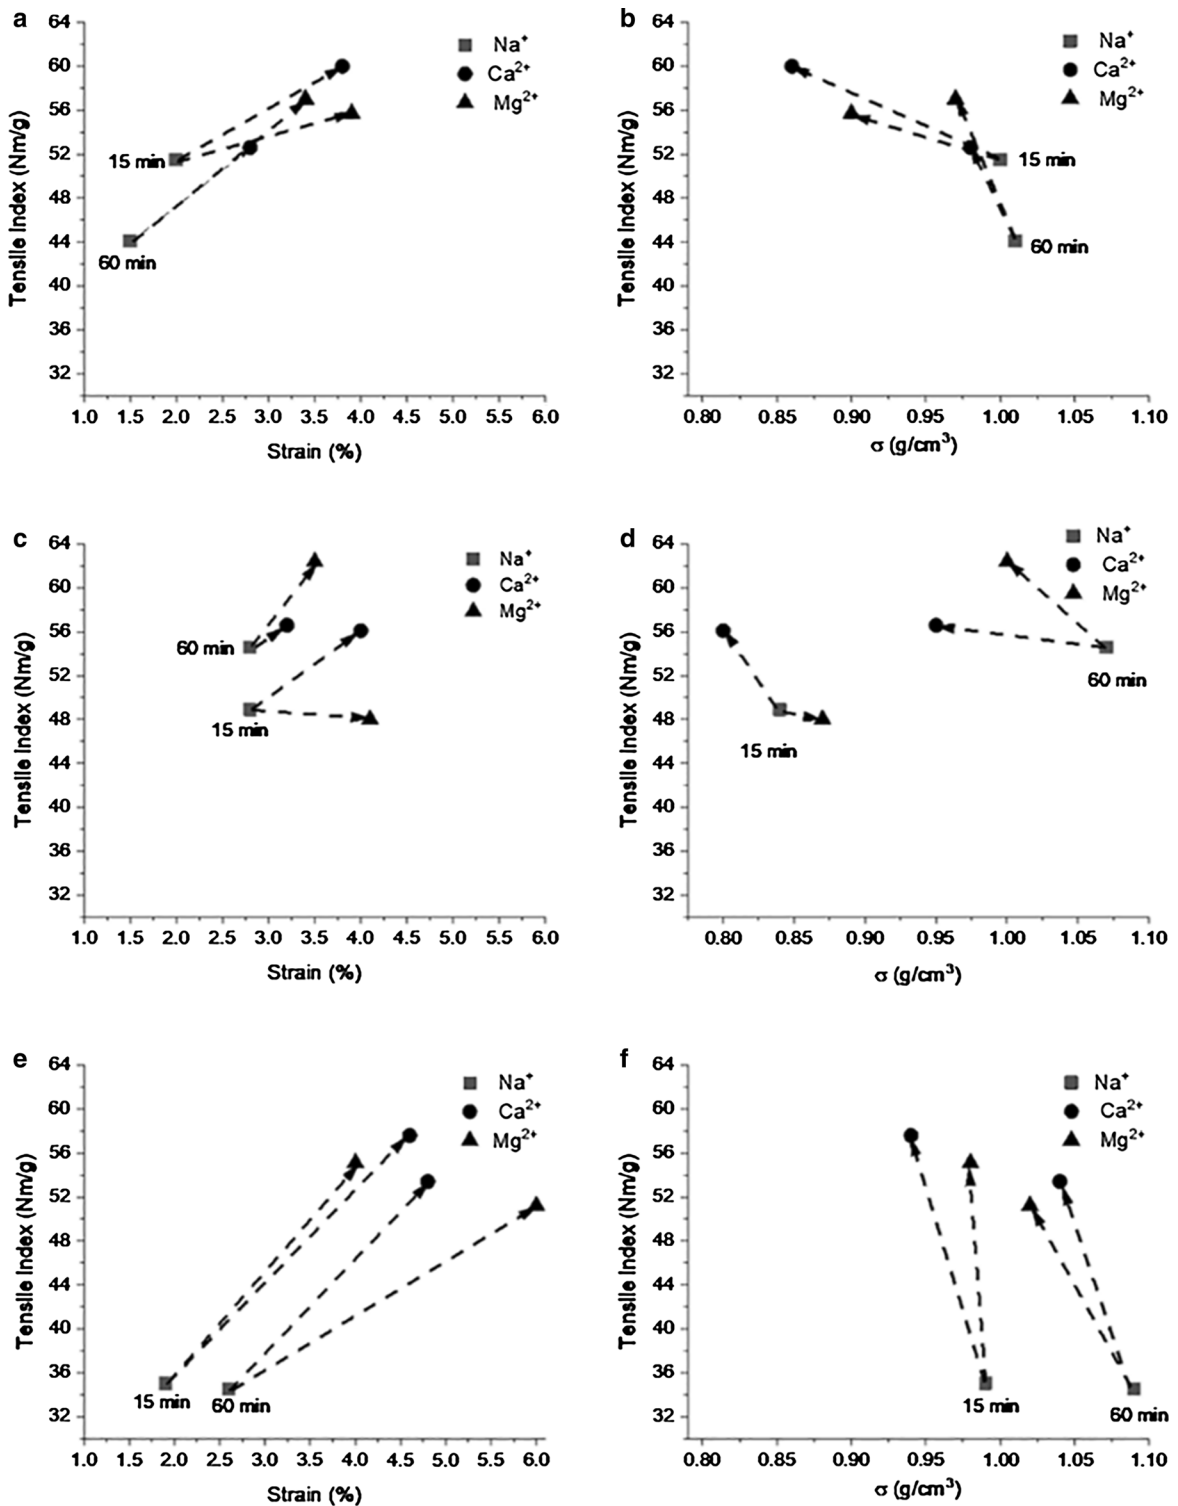 a
Tensile Index (Nm/g)
64
60
56
52
48
44
40
36
32
Na⁺
Ca²⁺
Mg²⁺
15 min
60 min
1.0 1.5 2.0 2.5 3.0 3.5 4.0 4.5 5.0 5.5 6.0
Strain (%)
b
Tensile Index (Nm/g)
64
60
56
52
48
44
40
36
32
Na⁺
Ca²⁺
Mg²⁺
15 min
60 min
0.80 0.85 0.90 0.95 1.00 1.05 1.10
σ (g/cm³)
c
Tensile Index (Nm/g)
64
60
56
52
48
44
40
36
32
Na⁺
Ca²⁺
Mg²⁺
60 min
15 min
1.0 1.5 2.0 2.5 3.0 3.5 4.0 4.5 5.0 5.5 6.0
Strain (%)
d
Tensile Index (Nm/g)
64
60
56
52
48
44
40
36
32
Na⁺
Ca²⁺
Mg²⁺
60 min
15 min
0.80 0.85 0.90 0.95 1.00 1.05 1.10
σ (g/cm³)
e
Tensile Index (Nm/g)
64
60
56
52
48
44
40
36
32
Na⁺
Ca²⁺
Mg²⁺
15 min
60 min
1.0 1.5 2.0 2.5 3.0 3.5 4.0 4.5 5.0 5.5 6.0
Strain (%)
f
Tensile Index (Nm/g)
64
60
56
52
48
44
40
36
32
Na⁺
Ca²⁺
Mg²⁺
15 min
60 min
0.80 0.85 0.90 0.95 1.00 1.05 1.10
σ (g/cm³)